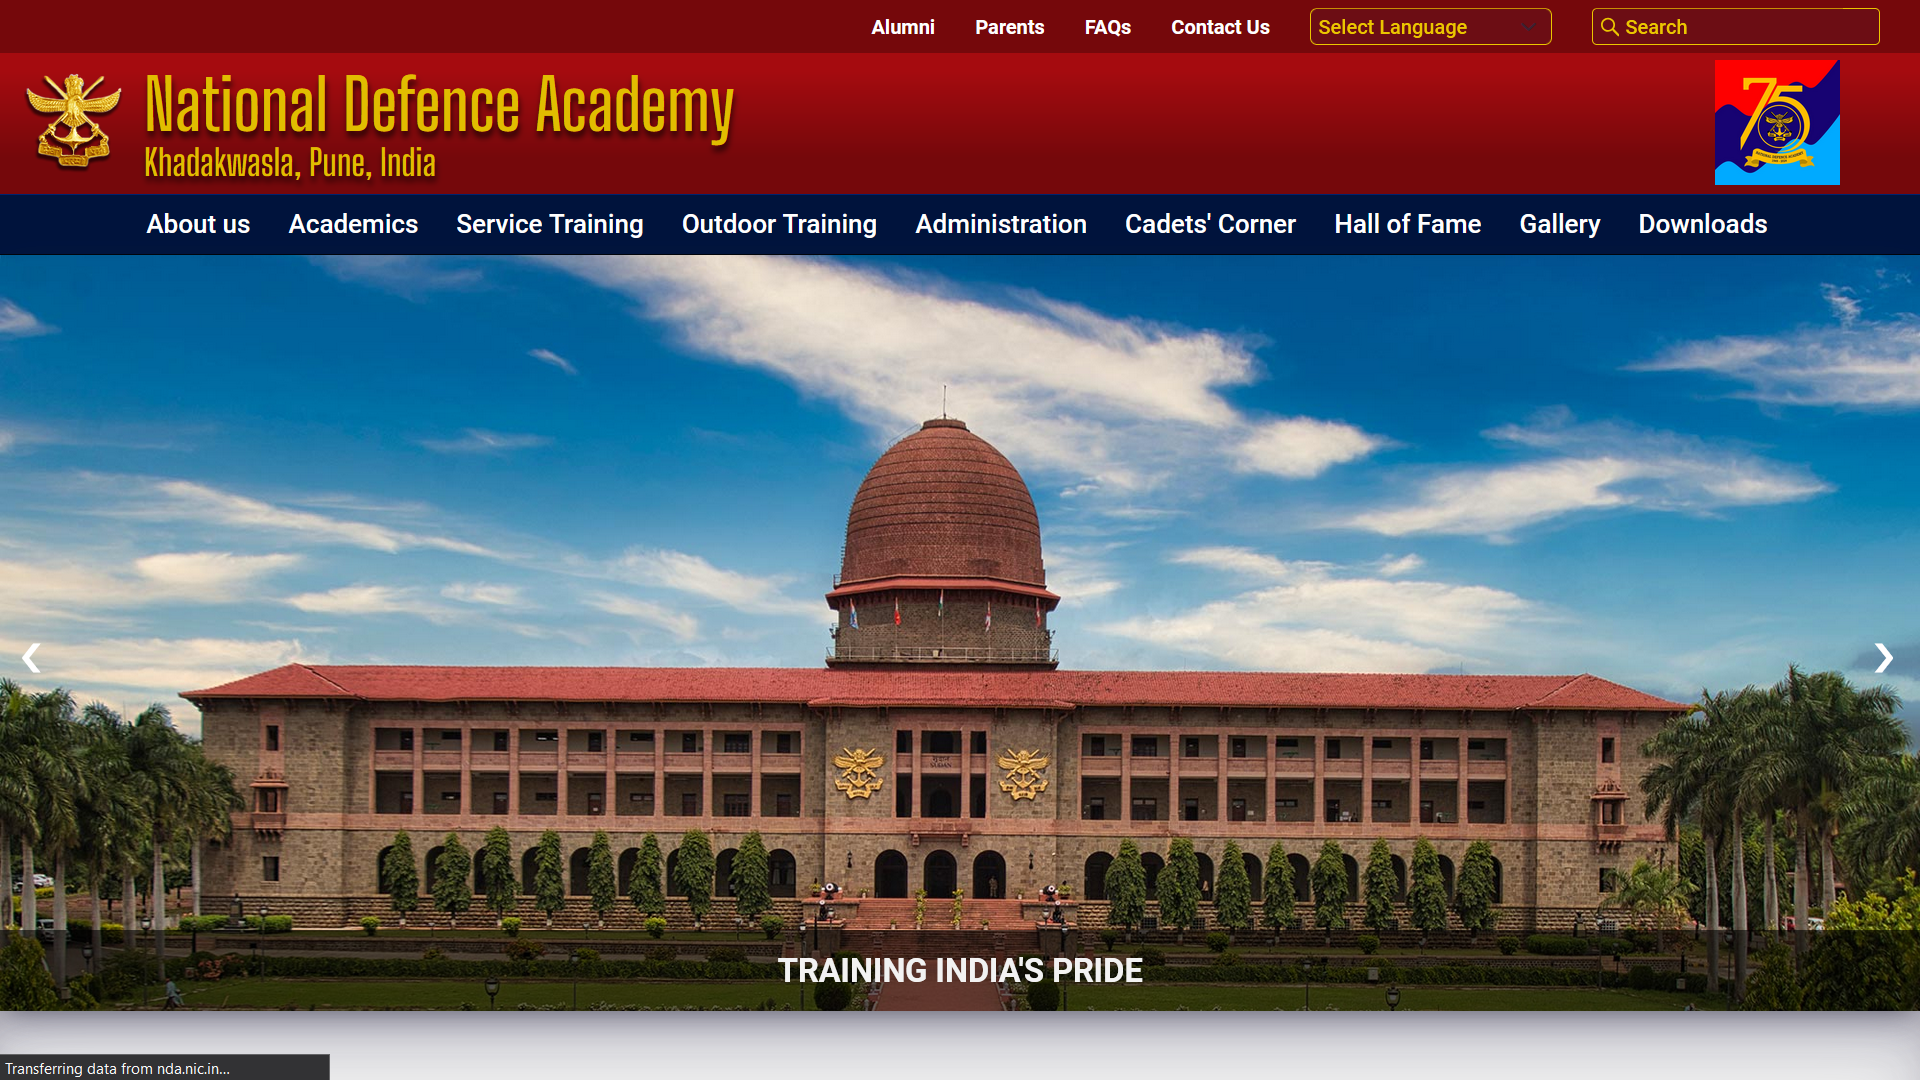 Alumni Parents FAQs Contact Us Select Language Search
National Defence Academy
Khadakwasla, Pune, India
75
About us Academics Service Training Outdoor Training Administration Cadets' Corner Hall of Fame Gallery Downloads
❮ ❯
TRAINING INDIA'S PRIDE
Transferring data from nda.nic.in...